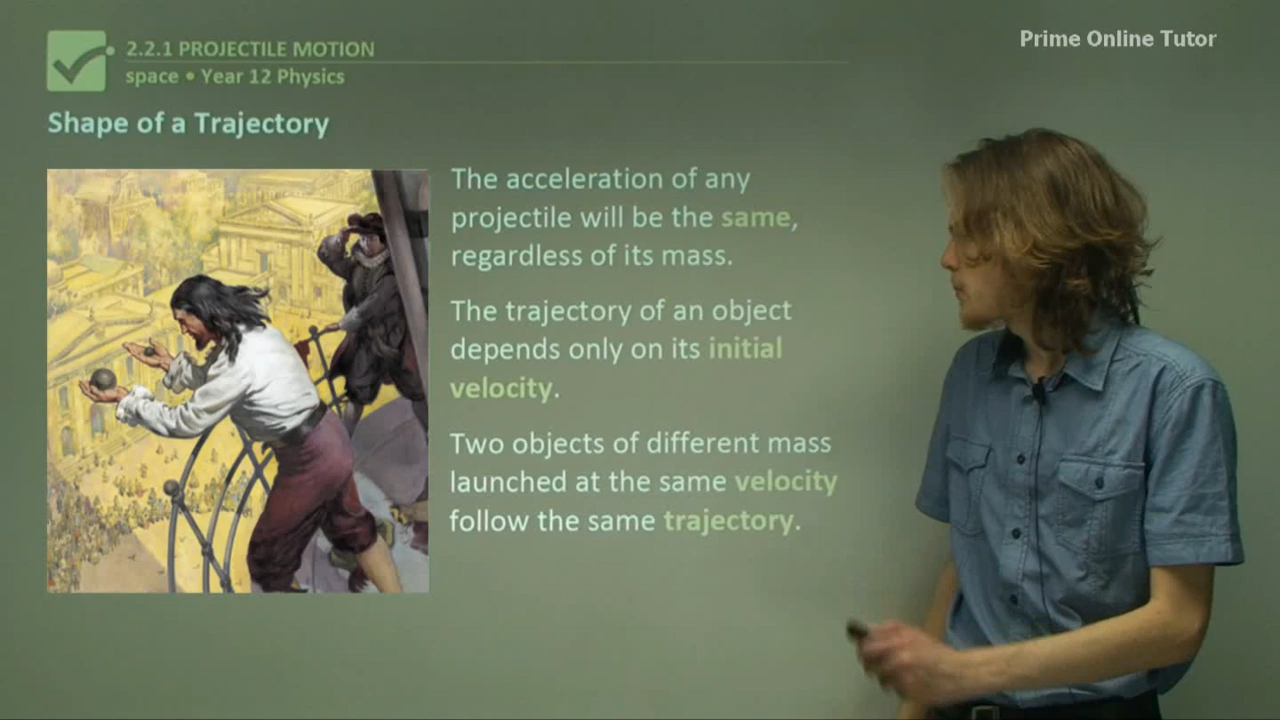 2.2.1 PROJECTILE MOTION
space • Year 12 Physics
Prime Online Tutor
Shape of a Trajectory
The acceleration of any
projectile will be the same,
regardless of its mass.
The trajectory of an object
depends only on its initial
velocity.
Two objects of different mass
launched at the same velocity
follow the same trajectory.